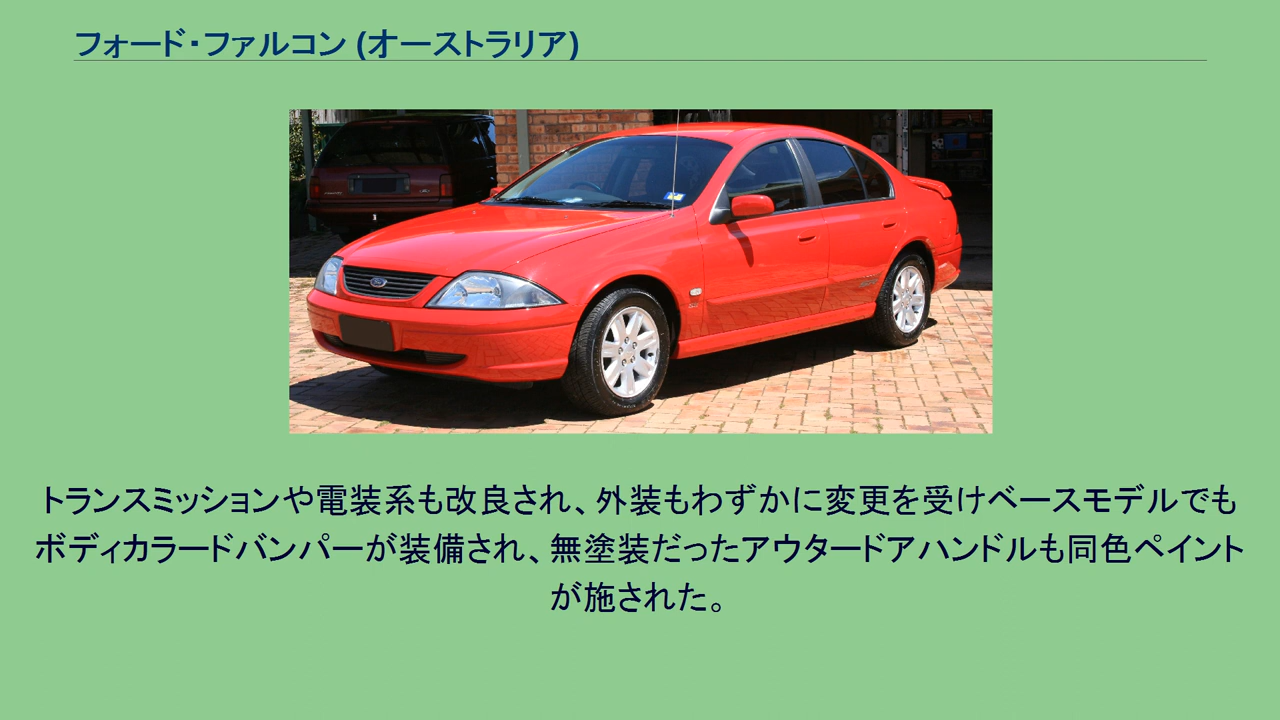 フォード・ファルコン (オーストラリア)
トランスミッションや電装系も改良され、外装もわずかに変更を受けベースモデルでも
ボディカラードバンパーが装備され、無塗装だったアウタードアハンドルも同色ペイント
が施された。